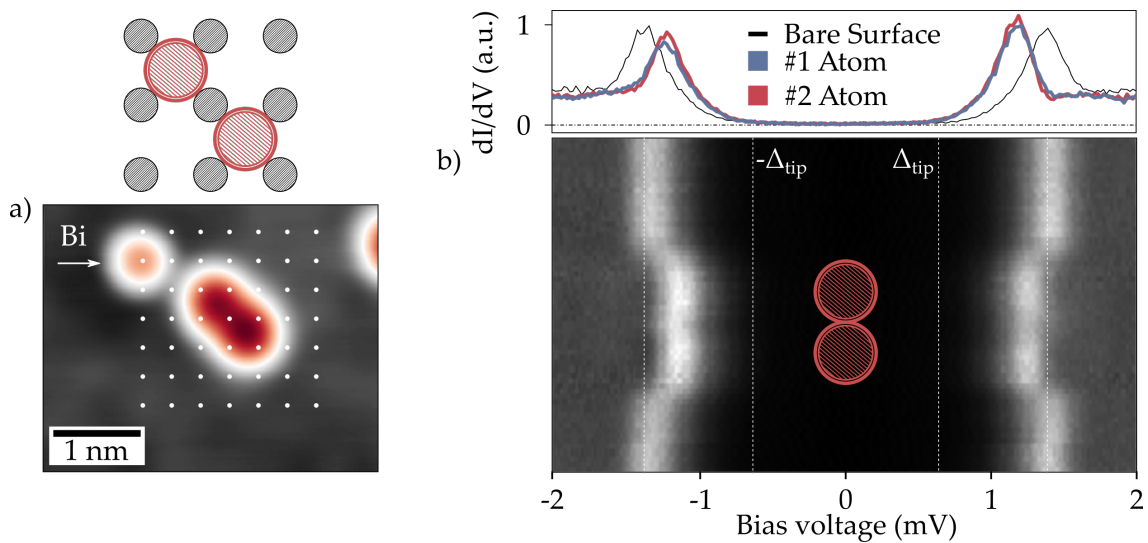 a)
Bi
1 nm
b)
dI/dV (a.u.)
1
0
Bare Surface
#1 Atom
#2 Atom
-Δtip
Δtip
-2
-1
0
1
2
Bias voltage (mV)